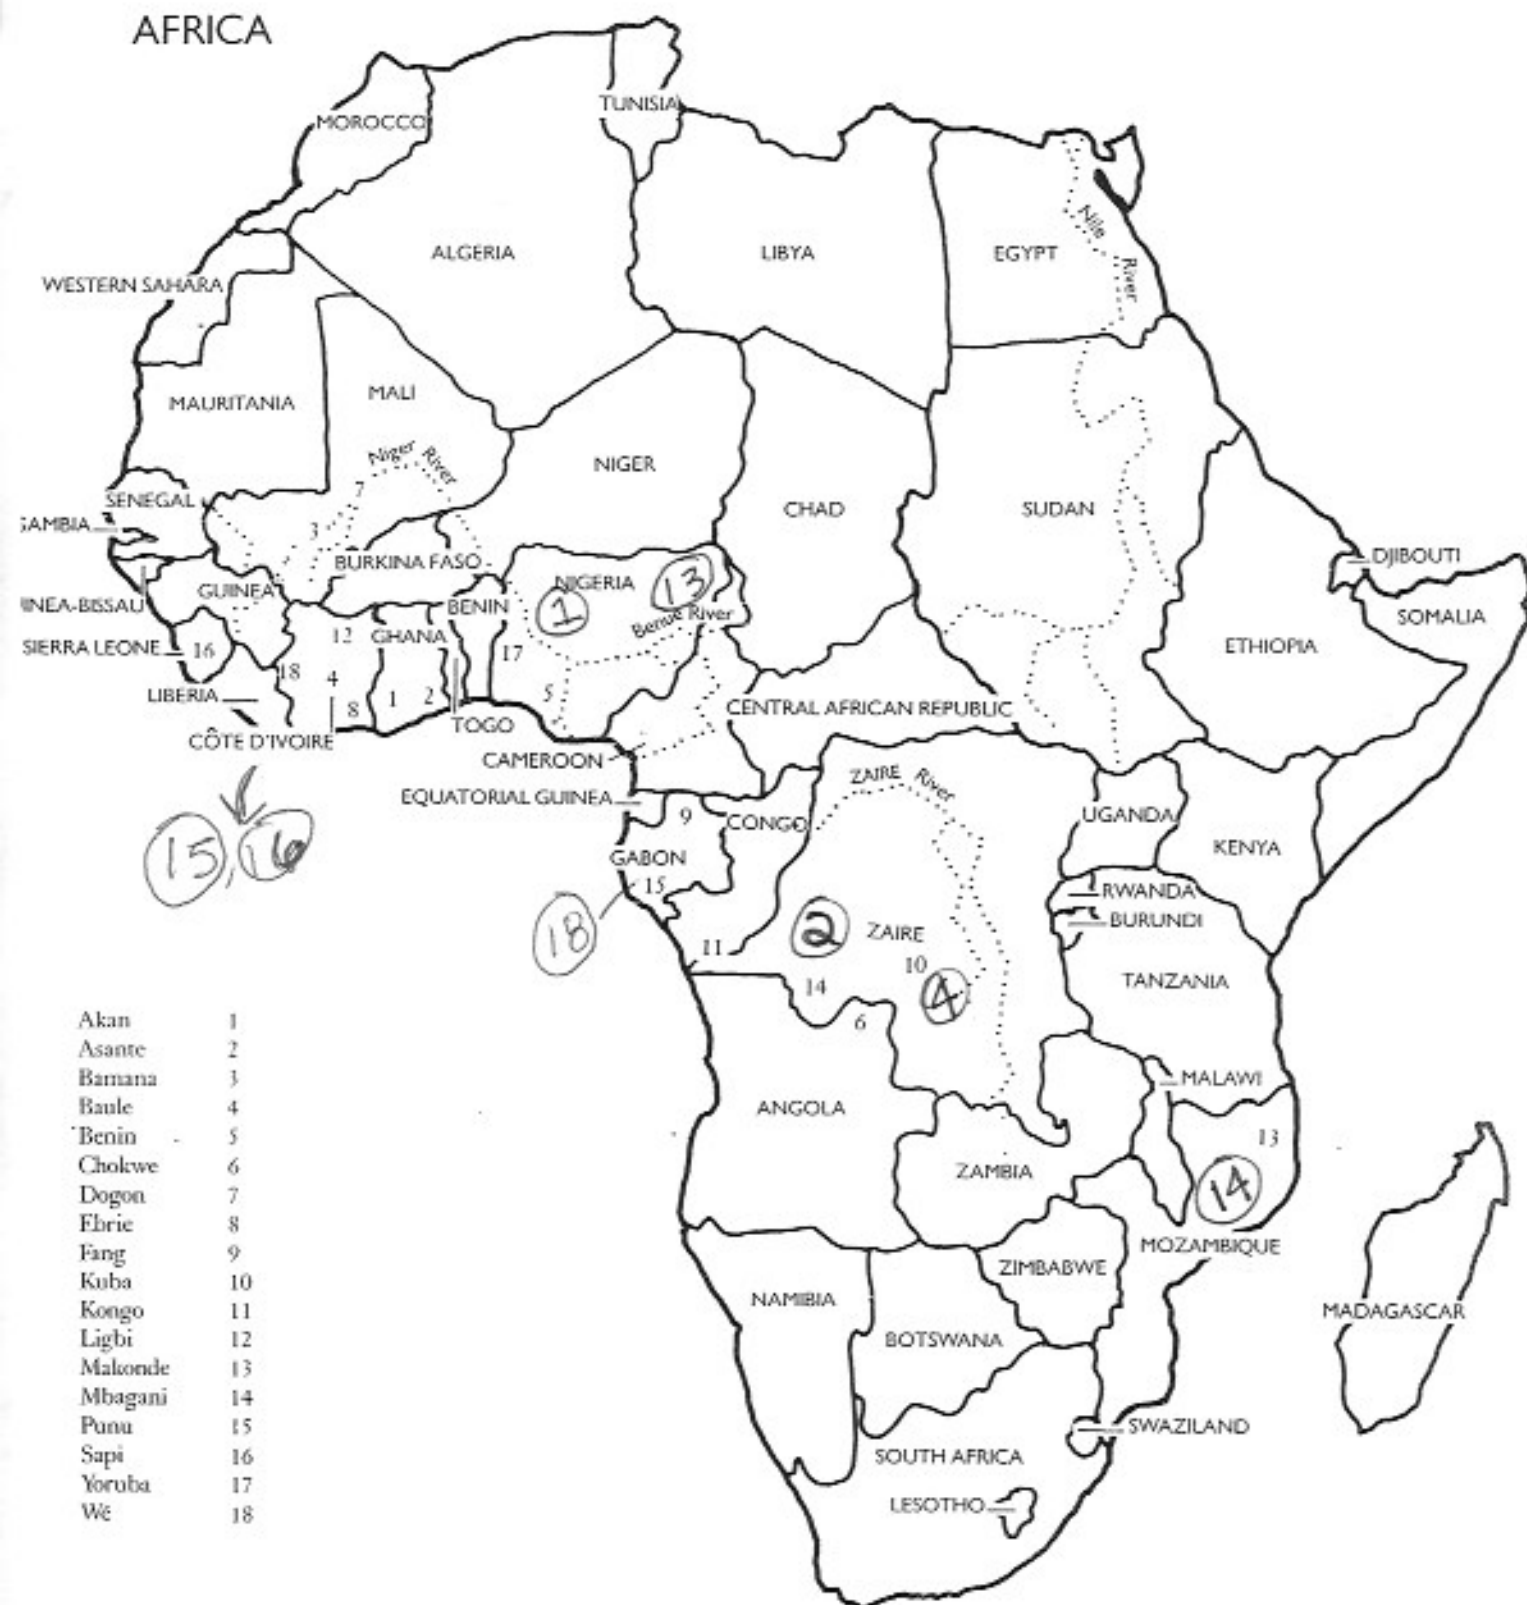 AFRICA
TUNISIA
MOROCCO
ALGERIA
LIBYA
EGYPT
Nile
River
WESTERN SAHARA
MAURITANIA
MALI
Niger River
7
NIGER
CHAD
SUDAN
SENEGAL
GAMBIA
3
BURKINA FASO
DJIBOUTI
NIGERIA
13
1
Benue River
GUINEA
INEA-BISSAU
BENIN
SOMALIA
SIERRA LEONE
16
12
GHANA
17
ETHIOPIA
18
4
LIBERIA
8
1
2
5
CENTRAL AFRICAN REPUBLIC
TOGO
CÔTE D'IVOIRE
CAMEROON
ZAIRE River
EQUATORIAL GUINEA
9
CONGO
UGANDA
KENYA
15, 16
GABON
15
RWANDA
18
2
ZAIRE
BURUNDI
11
10
TANZANIA
14
4
6
MALAWI
ANGOLA
13
ZAMBIA
14
MOZAMBIQUE
ZIMBABWE
NAMIBIA
MADAGASCAR
BOTSWANA
SWAZILAND
SOUTH AFRICA
LESOTHO
Akan 1
Asante 2
Bamana 3
Baule 4
Benin 5
Chokwe 6
Dogon 7
Ebrie 8
Fang 9
Kuba 10
Kongo 11
Ligbi 12
Makonde 13
Mbagani 14
Punu 15
Sapi 16
Yoruba 17
Wè 18